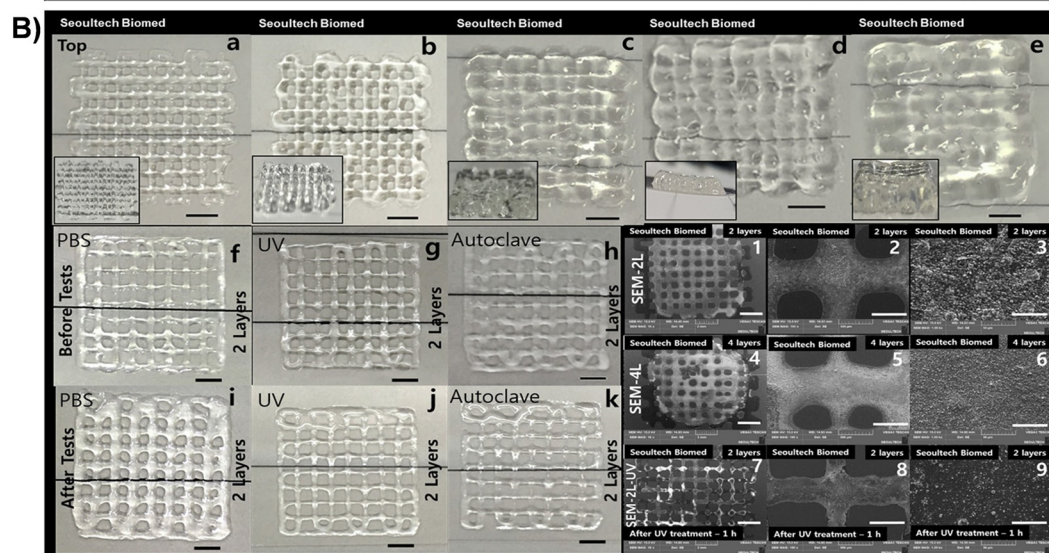 B)
Seoultech Biomed Seoultech Biomed Seoultech Biomed Seoultech Biomed Seoultech Biomed
Top a b c d e
PBS f UV g Autoclave h
Before Tests 2 Layers 2 Layers 2 Layers
PBS i UV j Autoclave k
After Tests 2 Layers 2 Layers 2 Layers
Seoultech Biomed 2 layers Seoultech Biomed 2 layers Seoultech Biomed 2 layers
SEM-2L 1 2 3
Seoultech Biomed 4 layers Seoultech Biomed 4 layers Seoultech Biomed 4 layers
SEM-4L 4 5 6
Seoultech Biomed 2 layers Seoultech Biomed 2 layers Seoultech Biomed 2 layers
SEM-2L-UV 7 8 9
After UV treatment – 1 h After UV treatment – 1 h After UV treatment – 1 h